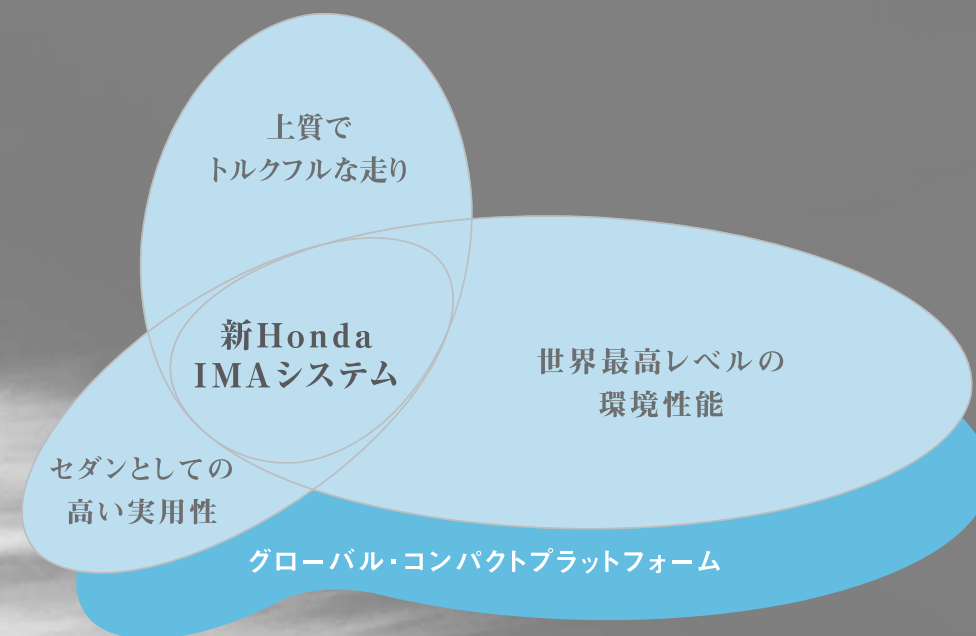 上質で
トルクフルな走り
新Honda
IMAシステム
世界最高レベルの
環境性能
セダンとしての
高い実用性
グローバル・コンパクトプラットフォーム